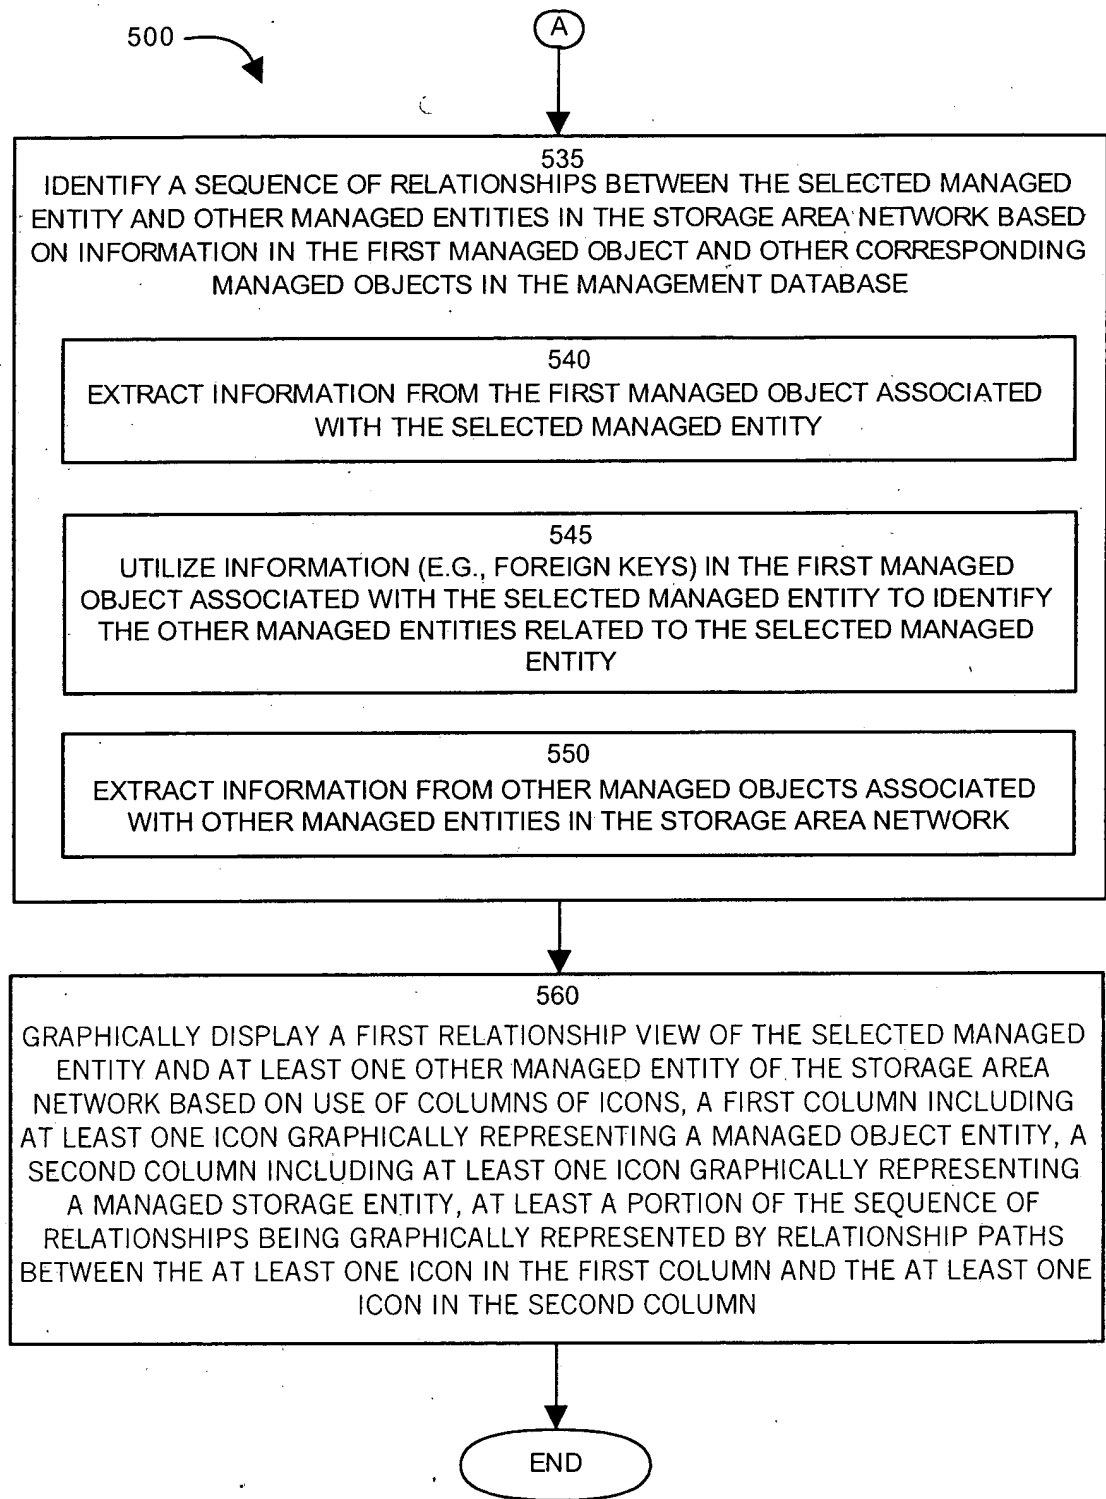 500
A
535
IDENTIFY A SEQUENCE OF RELATIONSHIPS BETWEEN THE SELECTED MANAGED
ENTITY AND OTHER MANAGED ENTITIES IN THE STORAGE AREA NETWORK BASED
ON INFORMATION IN THE FIRST MANAGED OBJECT AND OTHER CORRESPONDING
MANAGED OBJECTS IN THE MANAGEMENT DATABASE
540
EXTRACT INFORMATION FROM THE FIRST MANAGED OBJECT ASSOCIATED
WITH THE SELECTED MANAGED ENTITY
545
UTILIZE INFORMATION (E.G., FOREIGN KEYS) IN THE FIRST MANAGED
OBJECT ASSOCIATED WITH THE SELECTED MANAGED ENTITY TO IDENTIFY
THE OTHER MANAGED ENTITIES RELATED TO THE SELECTED MANAGED
ENTITY
550
EXTRACT INFORMATION FROM OTHER MANAGED OBJECTS ASSOCIATED
WITH OTHER MANAGED ENTITIES IN THE STORAGE AREA NETWORK
560
GRAPHICALLY DISPLAY A FIRST RELATIONSHIP VIEW OF THE SELECTED MANAGED
ENTITY AND AT LEAST ONE OTHER MANAGED ENTITY OF THE STORAGE AREA
NETWORK BASED ON USE OF COLUMNS OF ICONS, A FIRST COLUMN INCLUDING
AT LEAST ONE ICON GRAPHICALLY REPRESENTING A MANAGED OBJECT ENTITY, A
SECOND COLUMN INCLUDING AT LEAST ONE ICON GRAPHICALLY REPRESENTING
A MANAGED STORAGE ENTITY, AT LEAST A PORTION OF THE SEQUENCE OF
RELATIONSHIPS BEING GRAPHICALLY REPRESENTED BY RELATIONSHIP PATHS
BETWEEN THE AT LEAST ONE ICON IN THE FIRST COLUMN AND THE AT LEAST ONE
ICON IN THE SECOND COLUMN
END